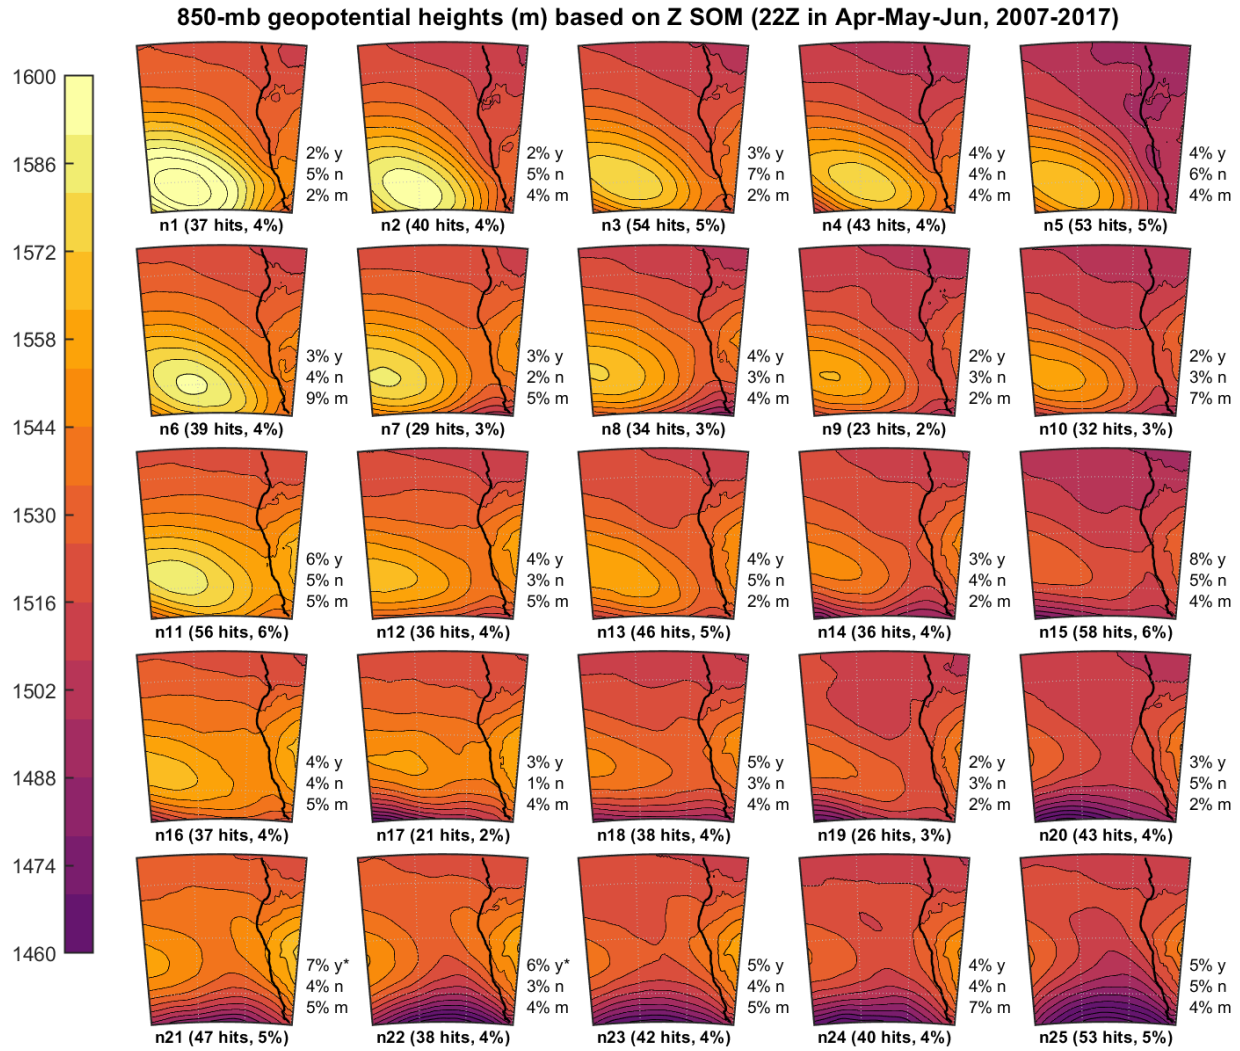 850-mb geopotential heights (m) based on Z SOM (22Z in Apr-May-Jun, 2007-2017)
1600
1586
1572
1558
1544
1530
1516
1502
1488
1474
1460
2% y
5% n
2% m
n1 (37 hits, 4%)
2% y
5% n
4% m
n2 (40 hits, 4%)
3% y
7% n
2% m
n3 (54 hits, 5%)
4% y
4% n
4% m
n4 (43 hits, 4%)
4% y
6% n
4% m
n5 (53 hits, 5%)
3% y
4% n
9% m
n6 (39 hits, 4%)
3% y
2% n
5% m
n7 (29 hits, 3%)
4% y
3% n
4% m
n8 (34 hits, 3%)
2% y
3% n
2% m
n9 (23 hits, 2%)
2% y
3% n
7% m
n10 (32 hits, 3%)
6% y
5% n
5% m
n11 (56 hits, 6%)
4% y
3% n
5% m
n12 (36 hits, 4%)
4% y
5% n
2% m
n13 (46 hits, 5%)
3% y
4% n
2% m
n14 (36 hits, 4%)
8% y
5% n
4% m
n15 (58 hits, 6%)
4% y
4% n
5% m
n16 (37 hits, 4%)
3% y
1% n
4% m
n17 (21 hits, 2%)
5% y
3% n
4% m
n18 (38 hits, 4%)
2% y
3% n
2% m
n19 (26 hits, 3%)
3% y
5% n
2% m
n20 (43 hits, 4%)
7% y*
4% n
5% m
n21 (47 hits, 5%)
6% y*
3% n
4% m
n22 (38 hits, 4%)
5% y
4% n
5% m
n23 (42 hits, 4%)
4% y
4% n
7% m
n24 (40 hits, 4%)
5% y
5% n
4% m
n25 (53 hits, 5%)